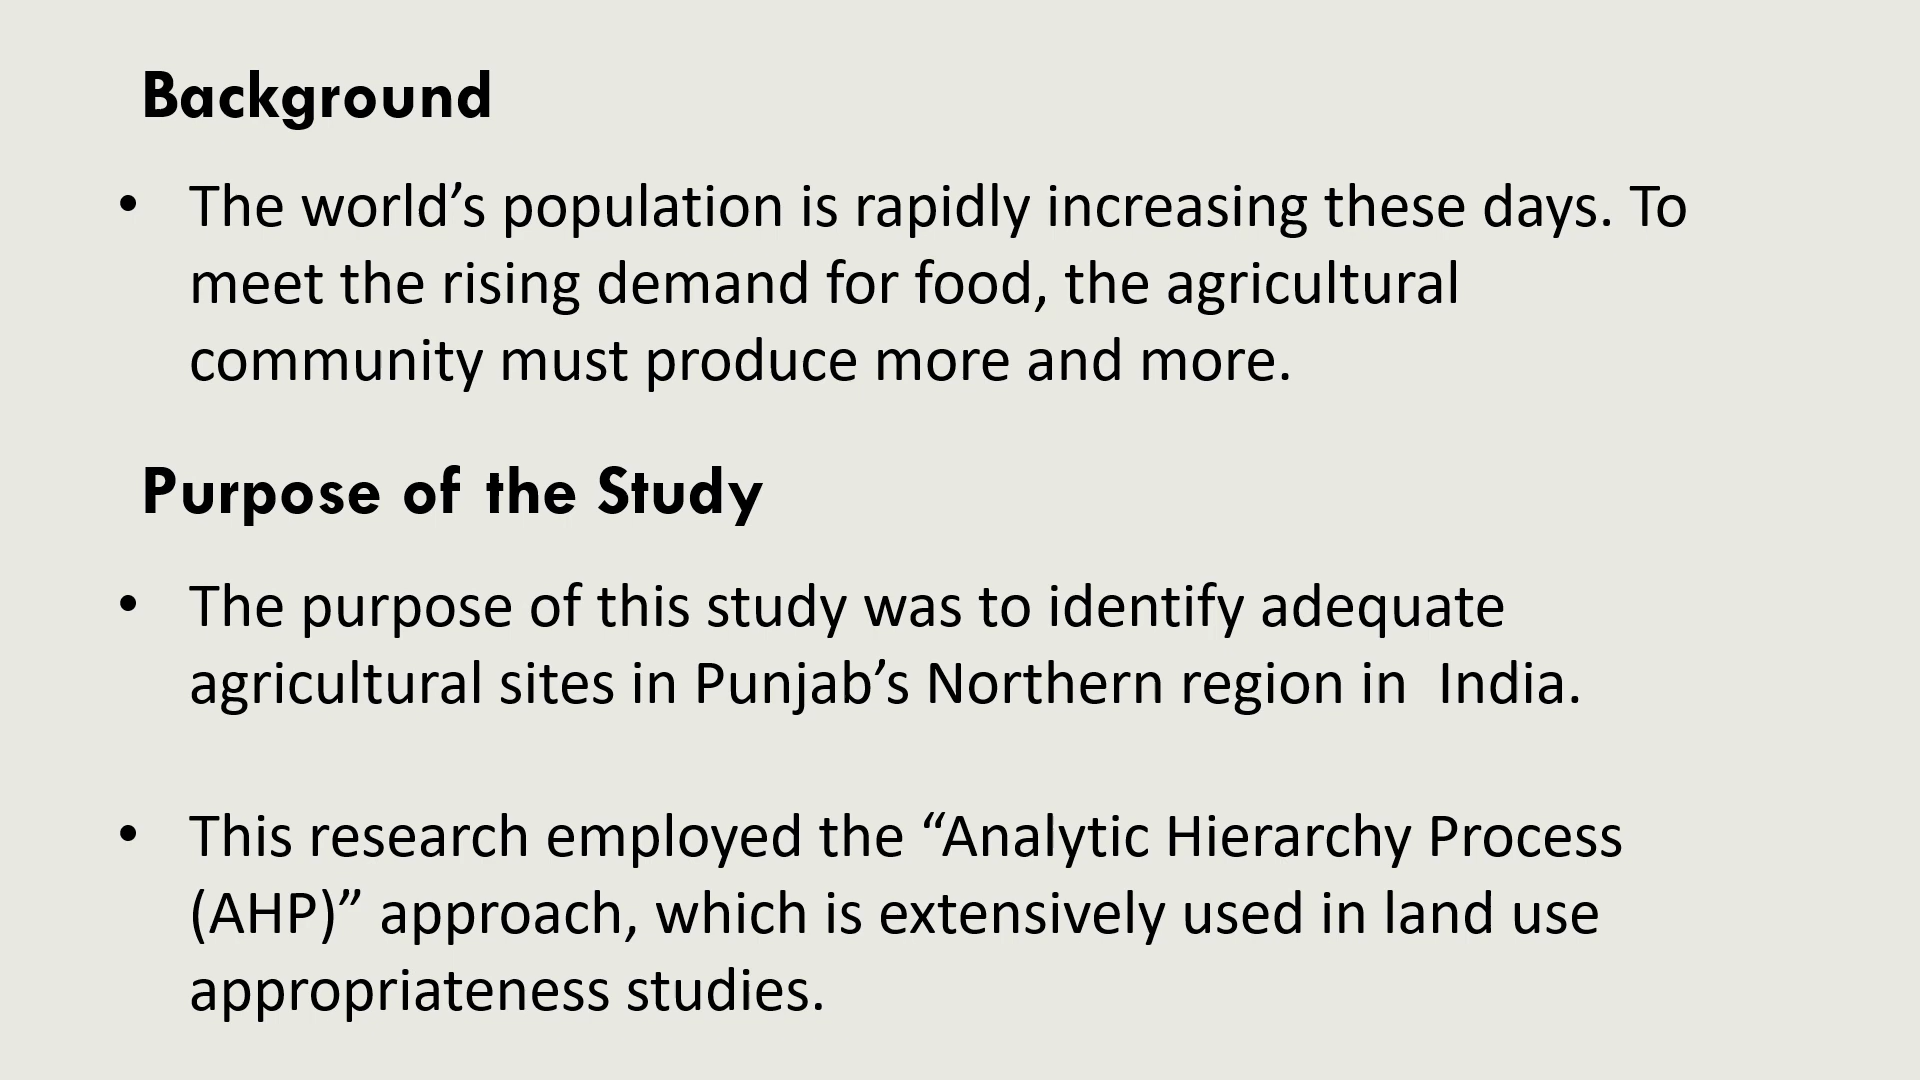 Background
• The world’s population is rapidly increasing these days. To
meet the rising demand for food, the agricultural
community must produce more and more.
Purpose of the Study
• The purpose of this study was to identify adequate
agricultural sites in Punjab’s Northern region in  India.
• This research employed the “Analytic Hierarchy Process
(AHP)” approach, which is extensively used in land use
appropriateness studies.